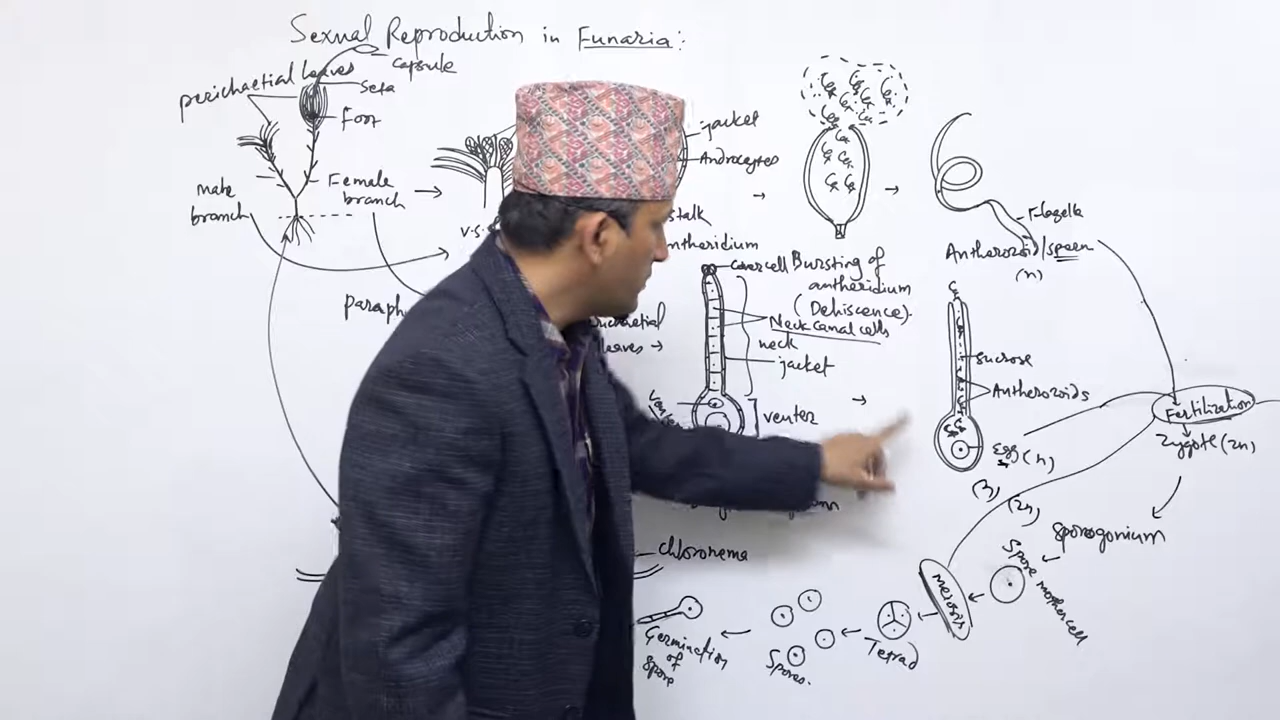 Sexual Reproduction in Funaria:
capsule
perichaetial leaves
seta
Foot
male
branch
Female
branch
v.s.
jacket
Androcytes
stalk
antheridium
Bursting of
antheridium
(Dehiscence).
Flagella
Antherozoid/sperm
(n)
cover cell
Neck canal cells
neck
jacket
leaves
venter
venter
sucrose
Antherozoids
egg (n)
Fertilization
Zygote (2n)
(n)
(2n)
sporogonium
Spore mother cell
meiosis
Tetrad
Spores.
Germination
of
spore
chloronema